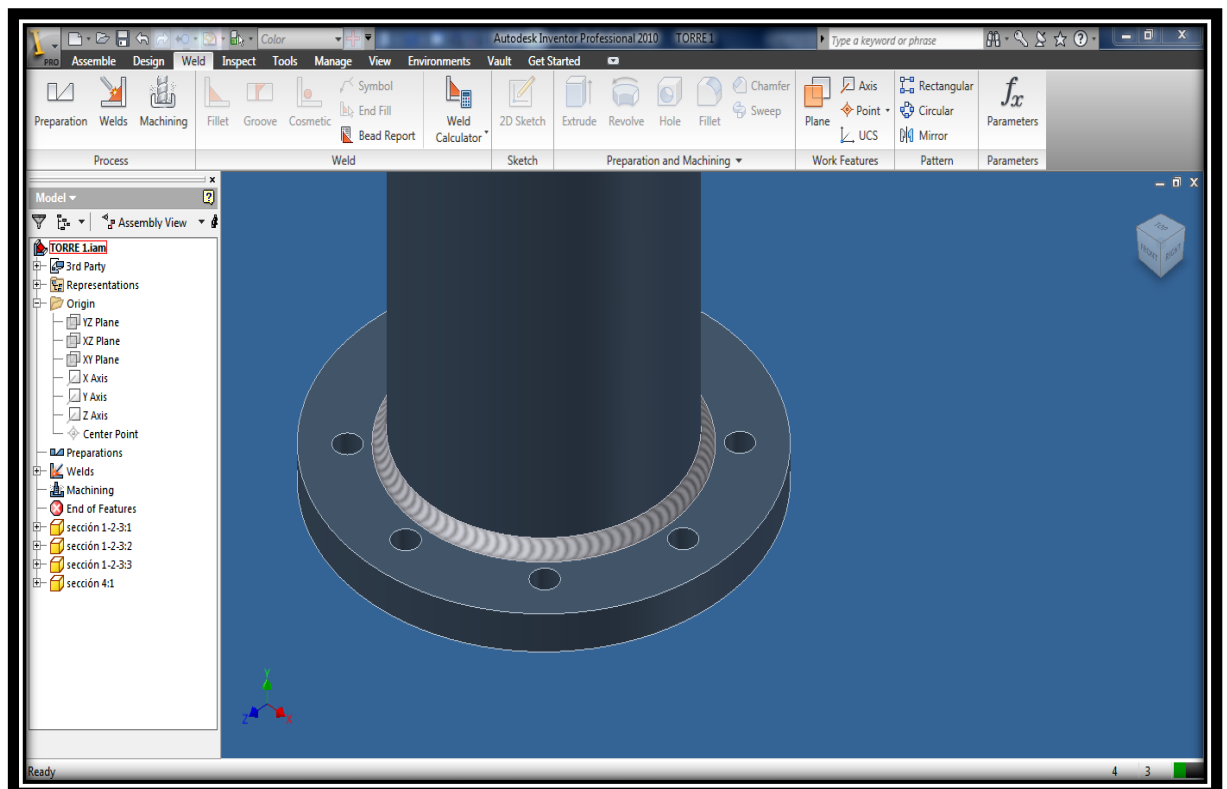 Color
Autodesk Inventor Professional 2010 TORRE 1
Type a keyword or phrase
PRO Assemble Design Weld Inspect Tools Manage View Environments Vault Get Started
Preparation Welds Machining
Process
Fillet Groove Cosmetic
Symbol
End Fill
Bead Report
Weld Calculator
Weld
2D Sketch
Sketch
Extrude Revolve Hole Fillet
Chamfer
Sweep
Preparation and Machining
Plane
Axis
Point
UCS
Work Features
Rectangular
Circular
Mirror
Pattern
fx
Parameters
Parameters
Model
Assembly View
TORRE 1.iam
3rd Party
Representations
Origin
YZ Plane
XZ Plane
XY Plane
X Axis
Y Axis
Z Axis
Center Point
Preparations
Welds
Machining
End of Features
sección 1-2-3:1
sección 1-2-3:2
sección 1-2-3:3
sección 4:1
TOP
FRONT RIGHT
Y
Z X
Ready
4 3